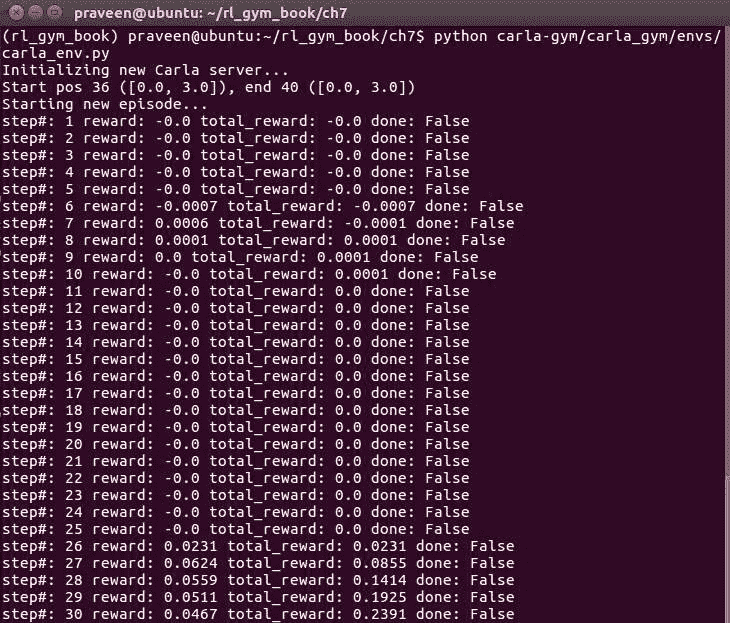 praveen@ubuntu: ~/rl_gym_book/ch7
(rl_gym_book) praveen@ubuntu:~/rl_gym_book/ch7$ python carla-gym/carla_gym/envs/
carla_env.py
Initializing new Carla server...
Start pos 36 ([0.0, 3.0]), end 40 ([0.0, 3.0])
Starting new episode...
step#: 1 reward: -0.0 total_reward: -0.0 done: False
step#: 2 reward: -0.0 total_reward: -0.0 done: False
step#: 3 reward: -0.0 total_reward: -0.0 done: False
step#: 4 reward: -0.0 total_reward: -0.0 done: False
step#: 5 reward: -0.0 total_reward: -0.0 done: False
step#: 6 reward: -0.0007 total_reward: -0.0007 done: False
step#: 7 reward: 0.0006 total_reward: -0.0001 done: False
step#: 8 reward: 0.0001 total_reward: 0.0001 done: False
step#: 9 reward: 0.0 total_reward: 0.0001 done: False
step#: 10 reward: -0.0 total_reward: 0.0001 done: False
step#: 11 reward: -0.0 total_reward: 0.0 done: False
step#: 12 reward: -0.0 total_reward: 0.0 done: False
step#: 13 reward: -0.0 total_reward: 0.0 done: False
step#: 14 reward: -0.0 total_reward: 0.0 done: False
step#: 15 reward: -0.0 total_reward: 0.0 done: False
step#: 16 reward: -0.0 total_reward: 0.0 done: False
step#: 17 reward: -0.0 total_reward: 0.0 done: False
step#: 18 reward: -0.0 total_reward: 0.0 done: False
step#: 19 reward: -0.0 total_reward: 0.0 done: False
step#: 20 reward: -0.0 total_reward: 0.0 done: False
step#: 21 reward: -0.0 total_reward: 0.0 done: False
step#: 22 reward: -0.0 total_reward: 0.0 done: False
step#: 23 reward: -0.0 total_reward: 0.0 done: False
step#: 24 reward: -0.0 total_reward: 0.0 done: False
step#: 25 reward: -0.0 total_reward: 0.0 done: False
step#: 26 reward: 0.0231 total_reward: 0.0231 done: False
step#: 27 reward: 0.0624 total_reward: 0.0855 done: False
step#: 28 reward: 0.0559 total_reward: 0.1414 done: False
step#: 29 reward: 0.0511 total_reward: 0.1925 done: False
step#: 30 reward: 0.0467 total_reward: 0.2391 done: False